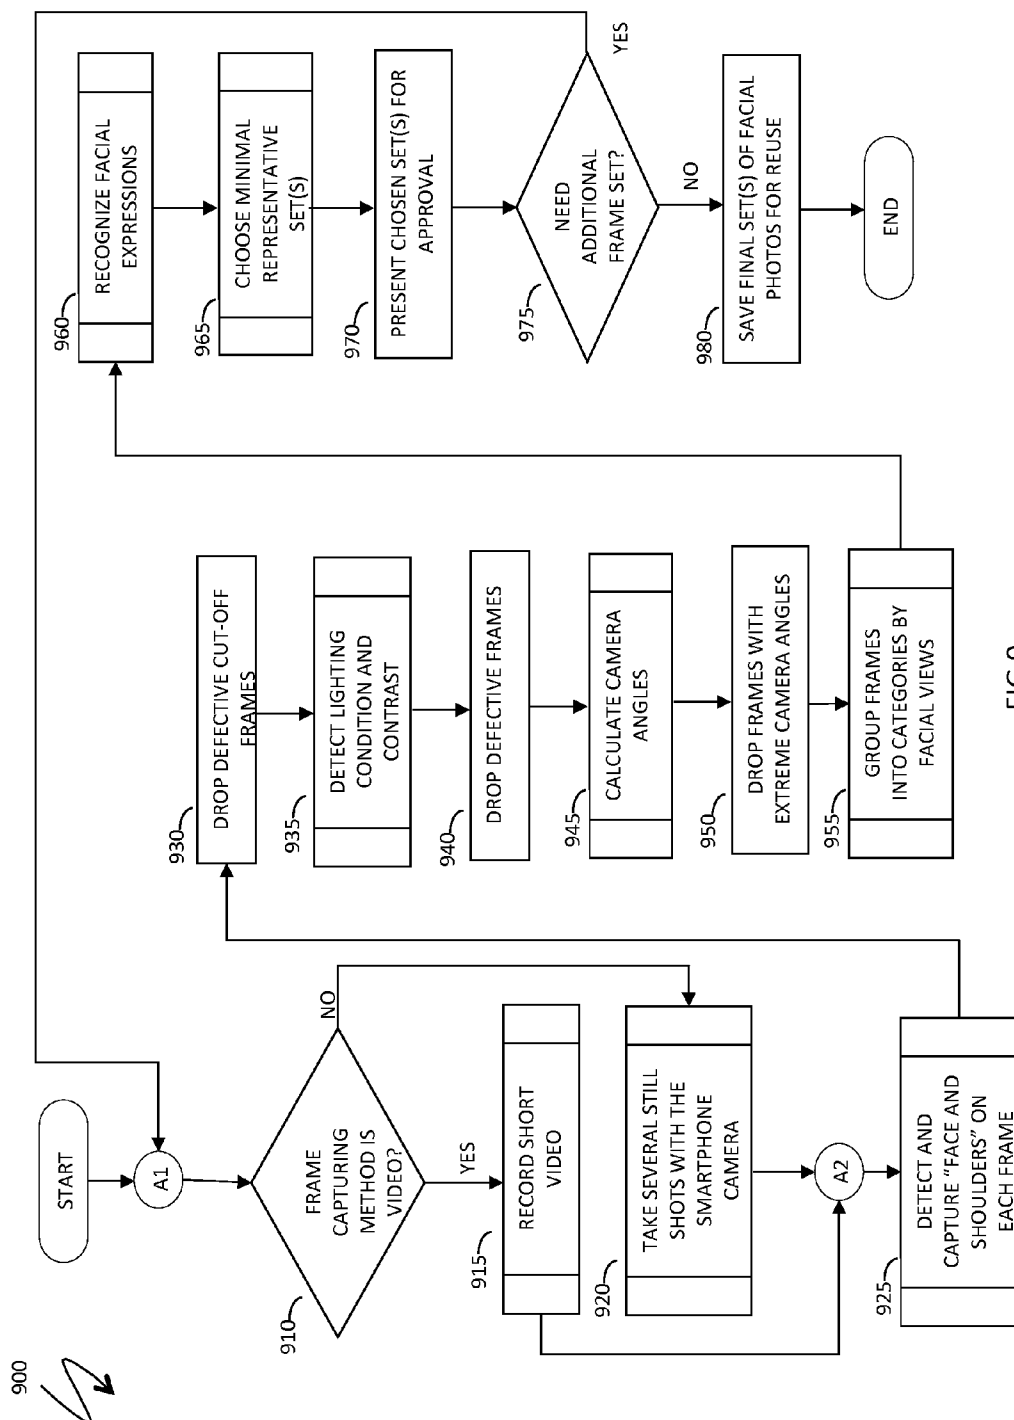 900
START
A1
910
FRAME
CAPTURING
METHOD IS
VIDEO?
NO
YES
915
RECORD SHORT
VIDEO
920
TAKE SEVERAL STILL
SHOTS WITH THE
SMARTPHONE
CAMERA
A2
925
DETECT AND
CAPTURE "FACE AND
SHOULDERS" ON
EACH FRAME
930
DROP DEFECTIVE CUT-OFF
FRAMES
935
DETECT LIGHTING
CONDITION AND
CONTRAST
940
DROP DEFECTIVE FRAMES
945
CALCULATE CAMERA
ANGLES
950
DROP FRAMES WITH
EXTREME CAMERA ANGLES
955
GROUP FRAMES
INTO CATEGORIES BY
FACIAL VIEWS
960
RECOGNIZE FACIAL
EXPRESSIONS
965
CHOOSE MINIMAL
REPRESENTATIVE
SET(S)
970
PRESENT CHOSEN SET(S) FOR
APPROVAL
975
NEED
ADDITIONAL
FRAME SET?
YES
NO
980
SAVE FINAL SET(S) OF FACIAL
PHOTOS FOR REUSE
END